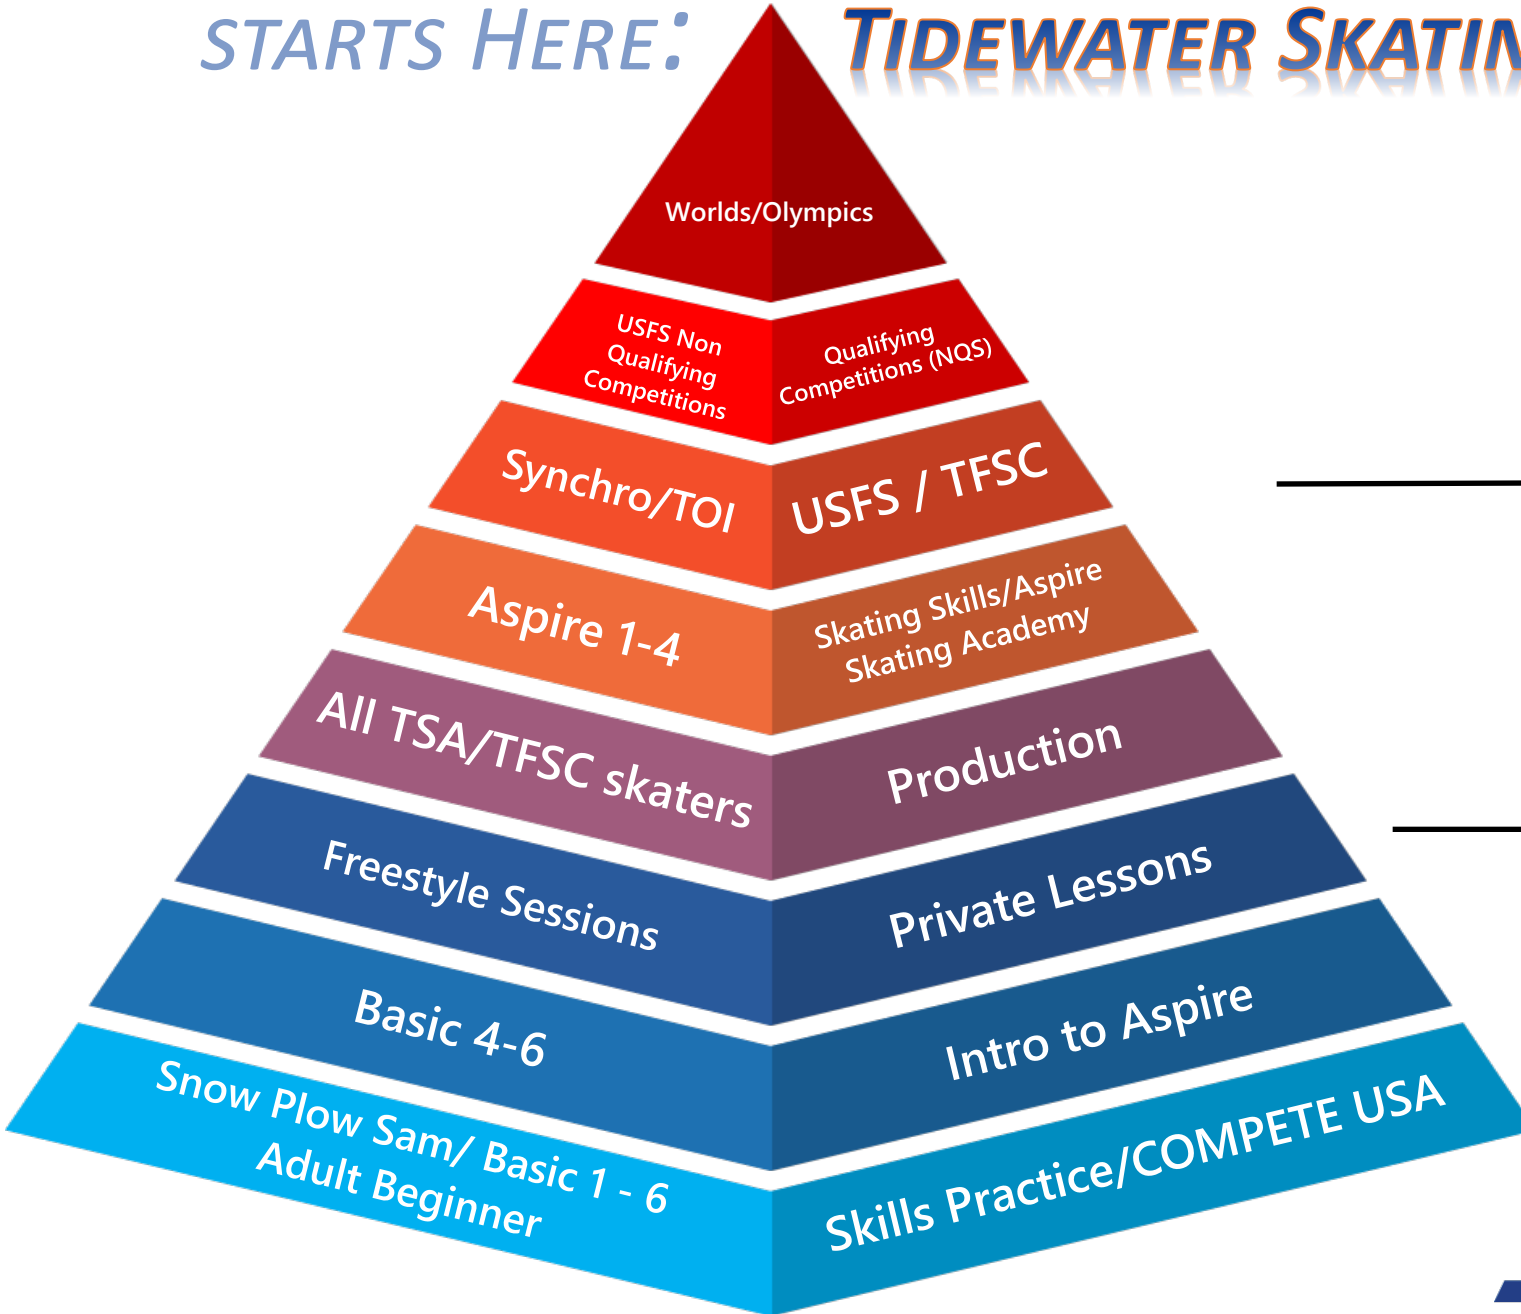 STARTS HERE:
TIDEWATER SKATIN
Worlds/Olympics
USFS Non
Qualifying
Competitions
Qualifying
Competitions (NQS)
Synchro/TOI
USFS / TFSC
Aspire 1-4
Skating Skills/Aspire
Skating Academy
All TSA/TFSC skaters
Production
Freestyle Sessions
Private Lessons
Basic 4-6
Intro to Aspire
Snow Plow Sam/ Basic 1 - 6
Adult Beginner
Skills Practice/COMPETE USA